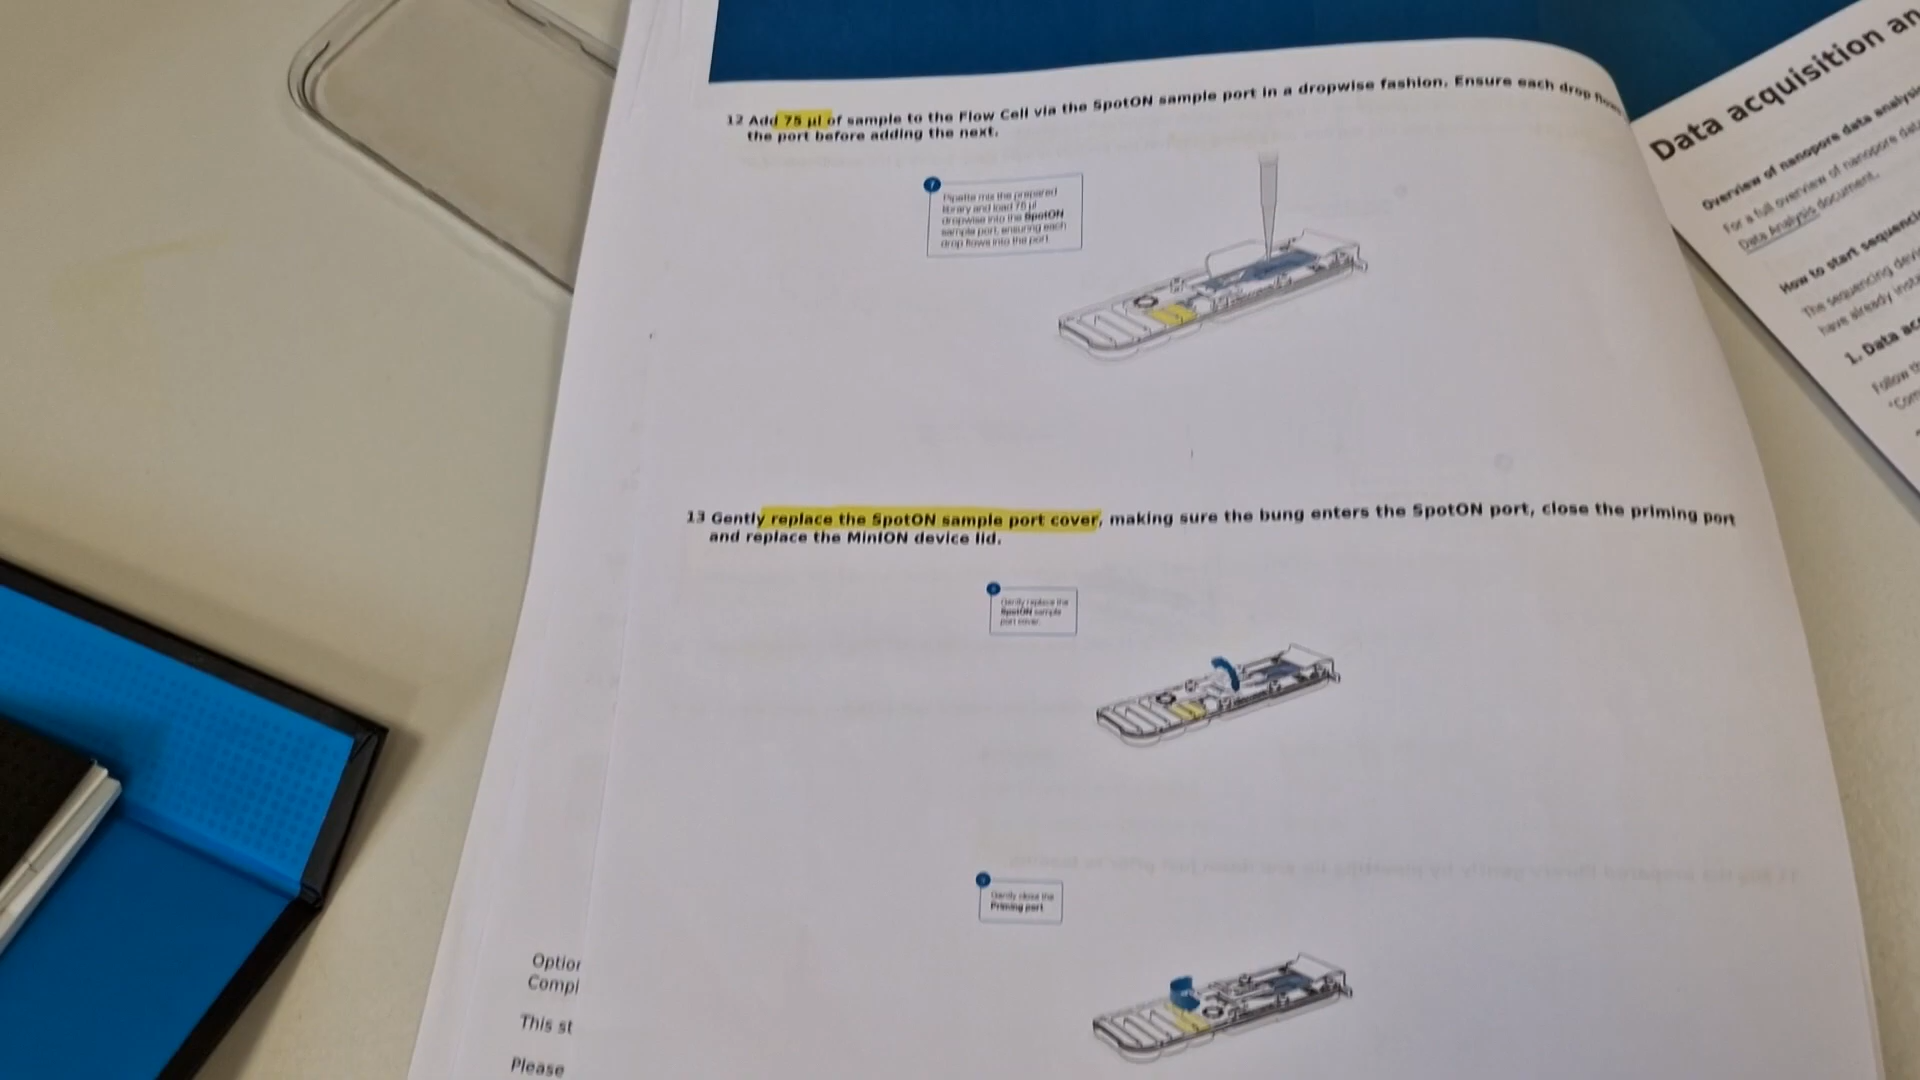 12 Add 75 µl of sample to the Flow Cell via the SpotON sample port in a dropwise fashion. Ensure each drop flows
the port before adding the next.
7
Pipette mix the prepared
library and load 75 µl
dropwise into the SpotON
sample port, ensuring each
drop flows into the port
13 Gently replace the SpotON sample port cover, making sure the bung enters the SpotON port, close the priming port
and replace the MinION device lid.
Gently replace the
SpotON sample
port cover.
Gently close the
Priming port
Option
Compl
This st
Please
Data acquisition an
Overview of nanopore data analysis
For a full overview of nanopore data
Data Analysis document.
How to start sequencin
The sequencing devi
have already insta
1. Data ac
Follow th
"Com